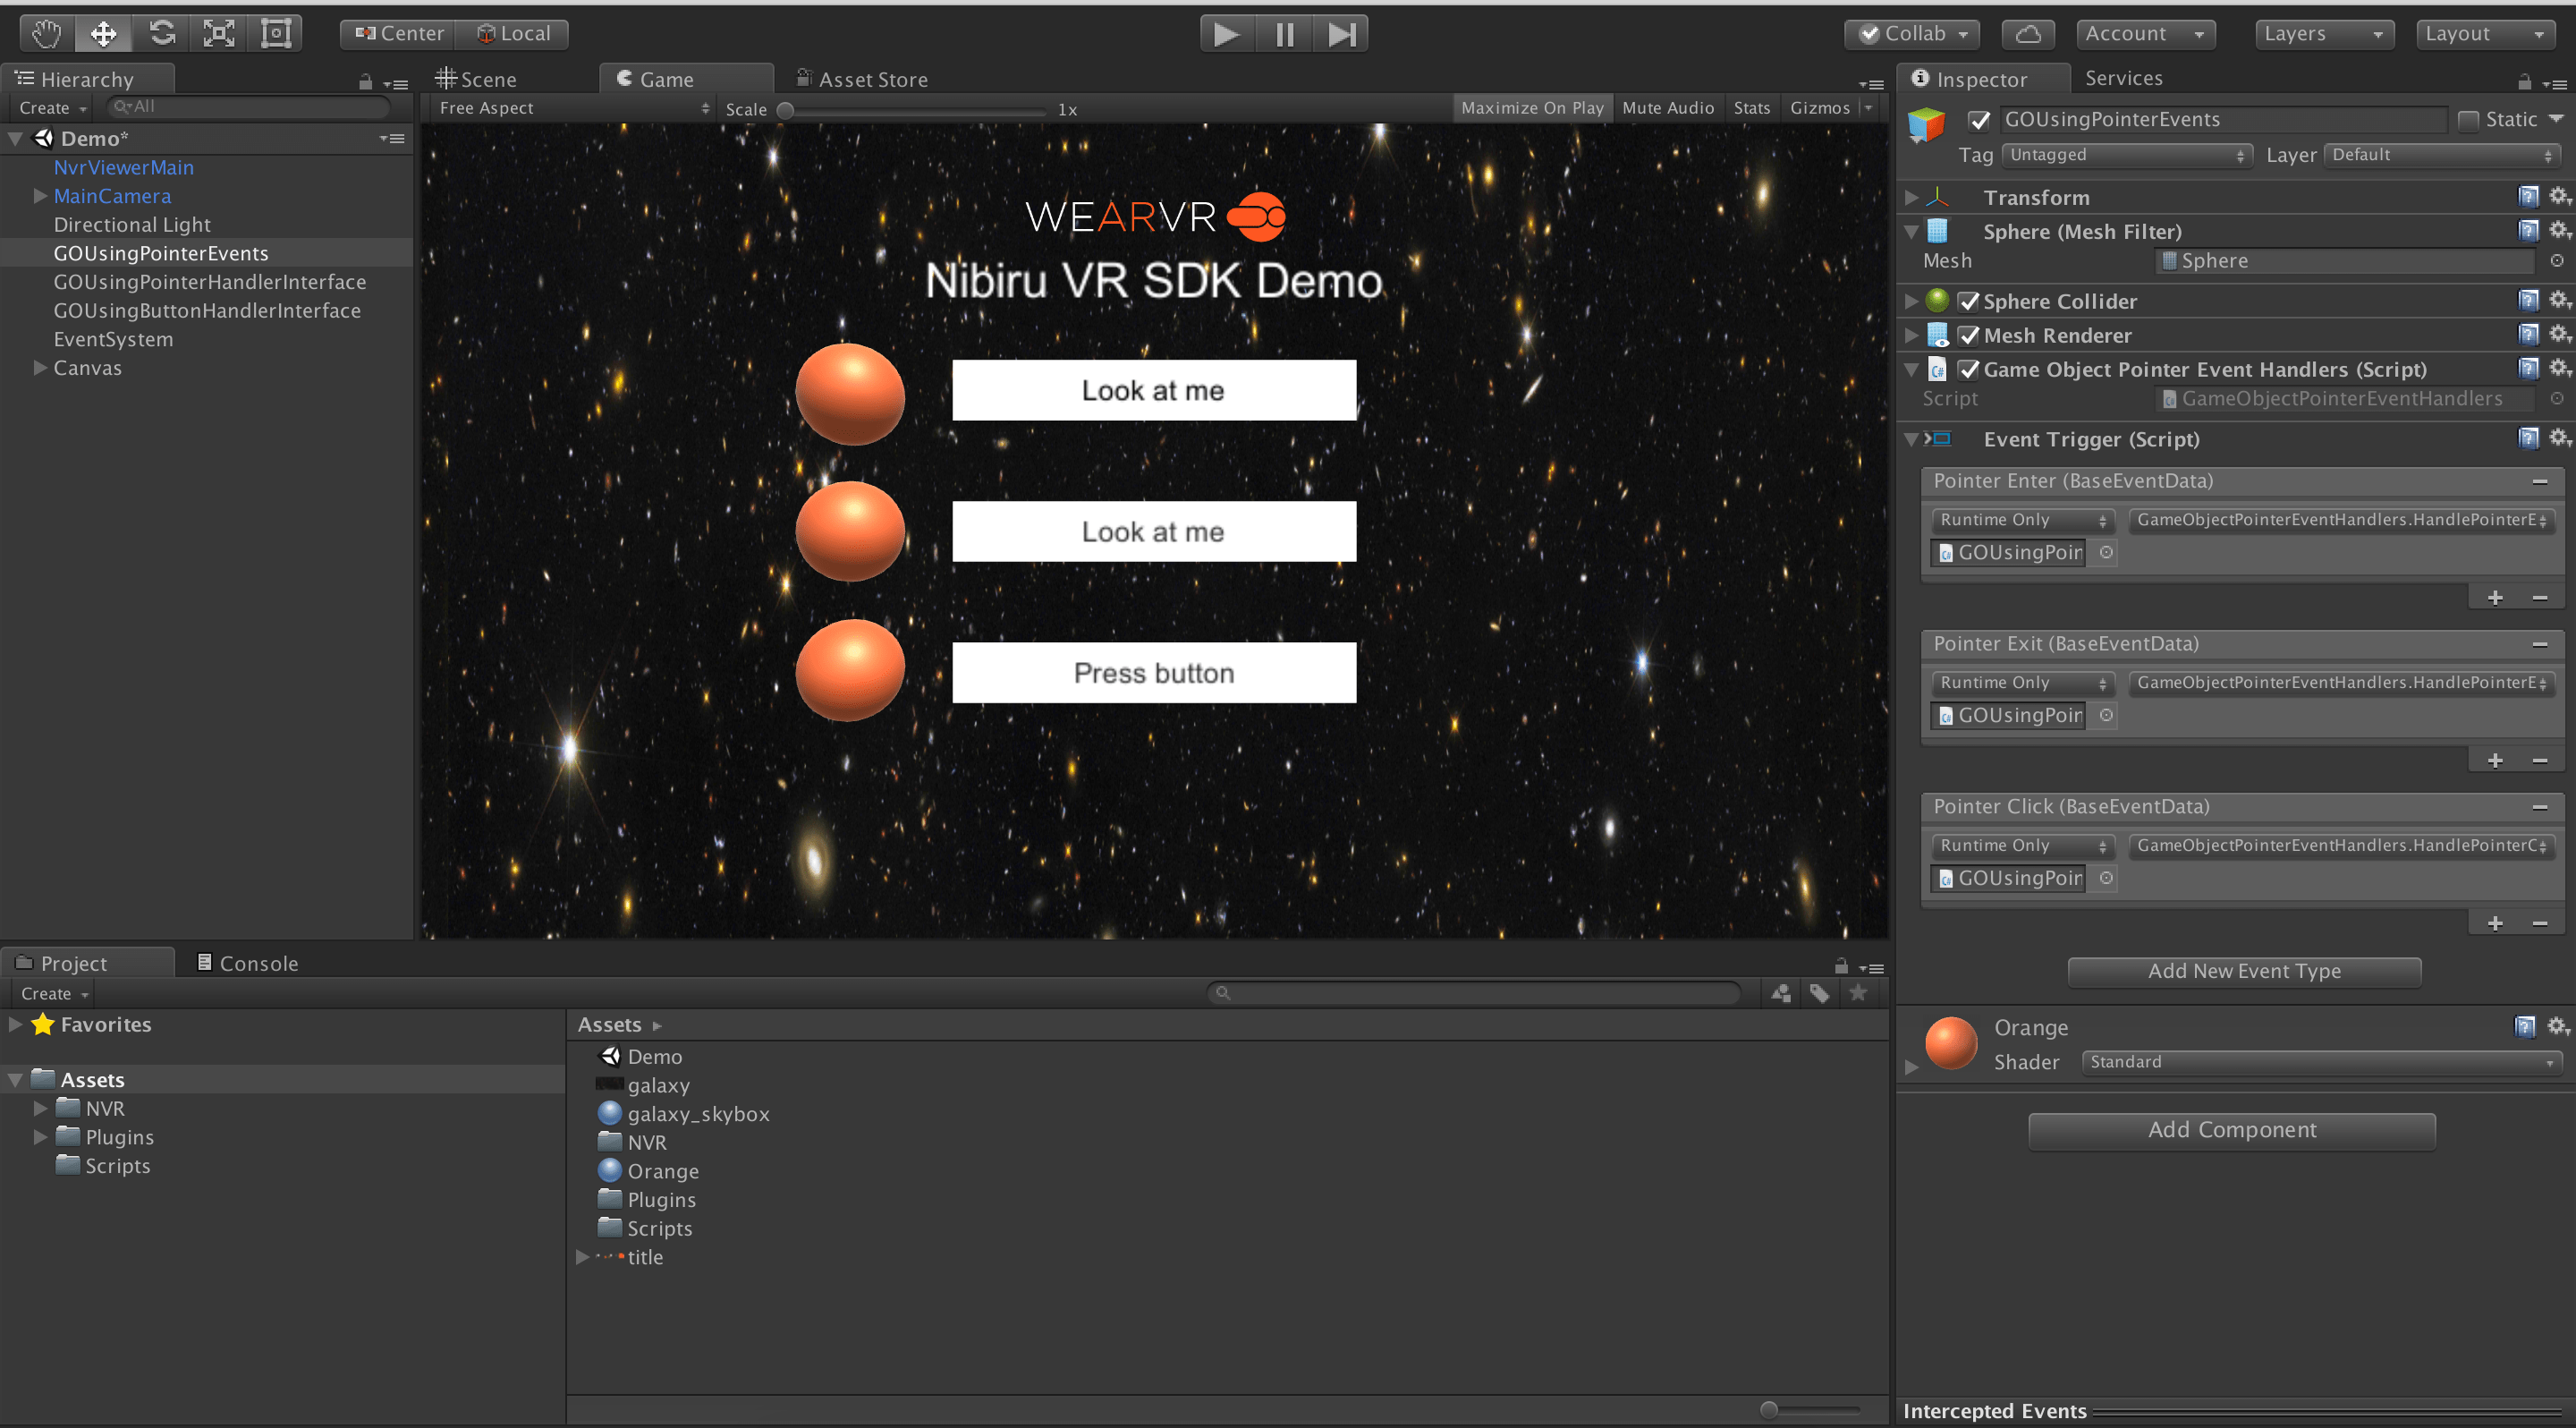 Center Local
Collab Account Layers Layout
Hierarchy
Create All
Demo*
NvrViewerMain
MainCamera
Directional Light
GOUsingPointerEvents
GOUsingPointerHandlerInterface
GOUsingButtonHandlerInterface
EventSystem
Canvas
Scene Game Asset Store
Free Aspect Scale 1x Maximize On Play Mute Audio Stats Gizmos
WEARVR
Nibiru VR SDK Demo
Look at me
Look at me
Press button
Inspector Services
GOUsingPointerEvents Static
Tag Untagged Layer Default
Transform
Sphere (Mesh Filter)
Mesh Sphere
Sphere Collider
Mesh Renderer
C# Game Object Pointer Event Handlers (Script)
Script GameObjectPointerEventHandlers
Event Trigger (Script)
Pointer Enter (BaseEventData)
Runtime Only GameObjectPointerEventHandlers.HandlePointerE
GOUsingPoin
Pointer Exit (BaseEventData)
Runtime Only GameObjectPointerEventHandlers.HandlePointerE
GOUsingPoin
Pointer Click (BaseEventData)
Runtime Only GameObjectPointerEventHandlers.HandlePointerC
GOUsingPoin
Add New Event Type
Orange
Shader Standard
Add Component
Intercepted Events
Project Console
Create
Favorites
Assets
NVR
Plugins
Scripts
Assets
Demo
galaxy
galaxy_skybox
NVR
Orange
Plugins
Scripts
title